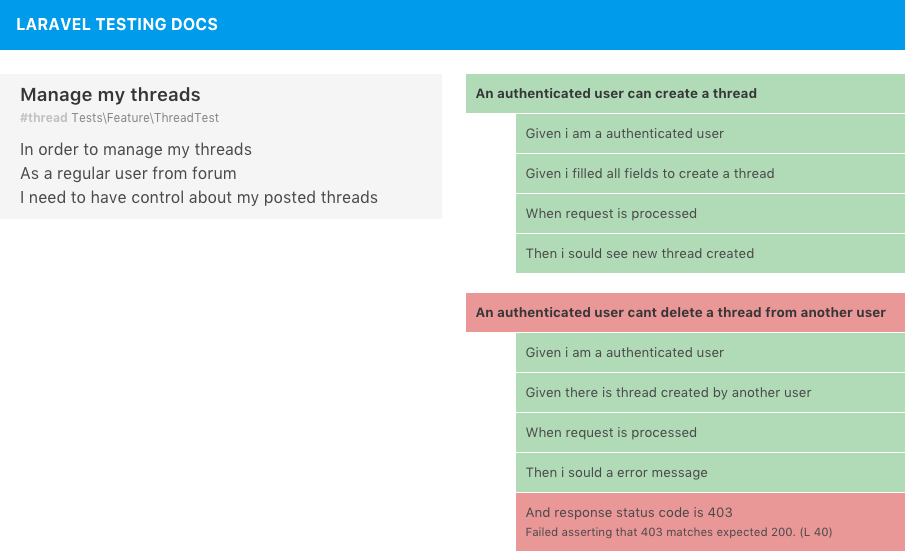 LARAVEL TESTING DOCS
Manage my threads
#thread Tests\Feature\ThreadTest
In order to manage my threads
As a regular user from forum
I need to have control about my posted threads
An authenticated user can create a thread
Given i am a authenticated user
Given i filled all fields to create a thread
When request is processed
Then i sould see new thread created
An authenticated user cant delete a thread from another user
Given i am a authenticated user
Given there is thread created by another user
When request is processed
Then i sould a error message
And response status code is 403
Failed asserting that 403 matches expected 200. (L 40)